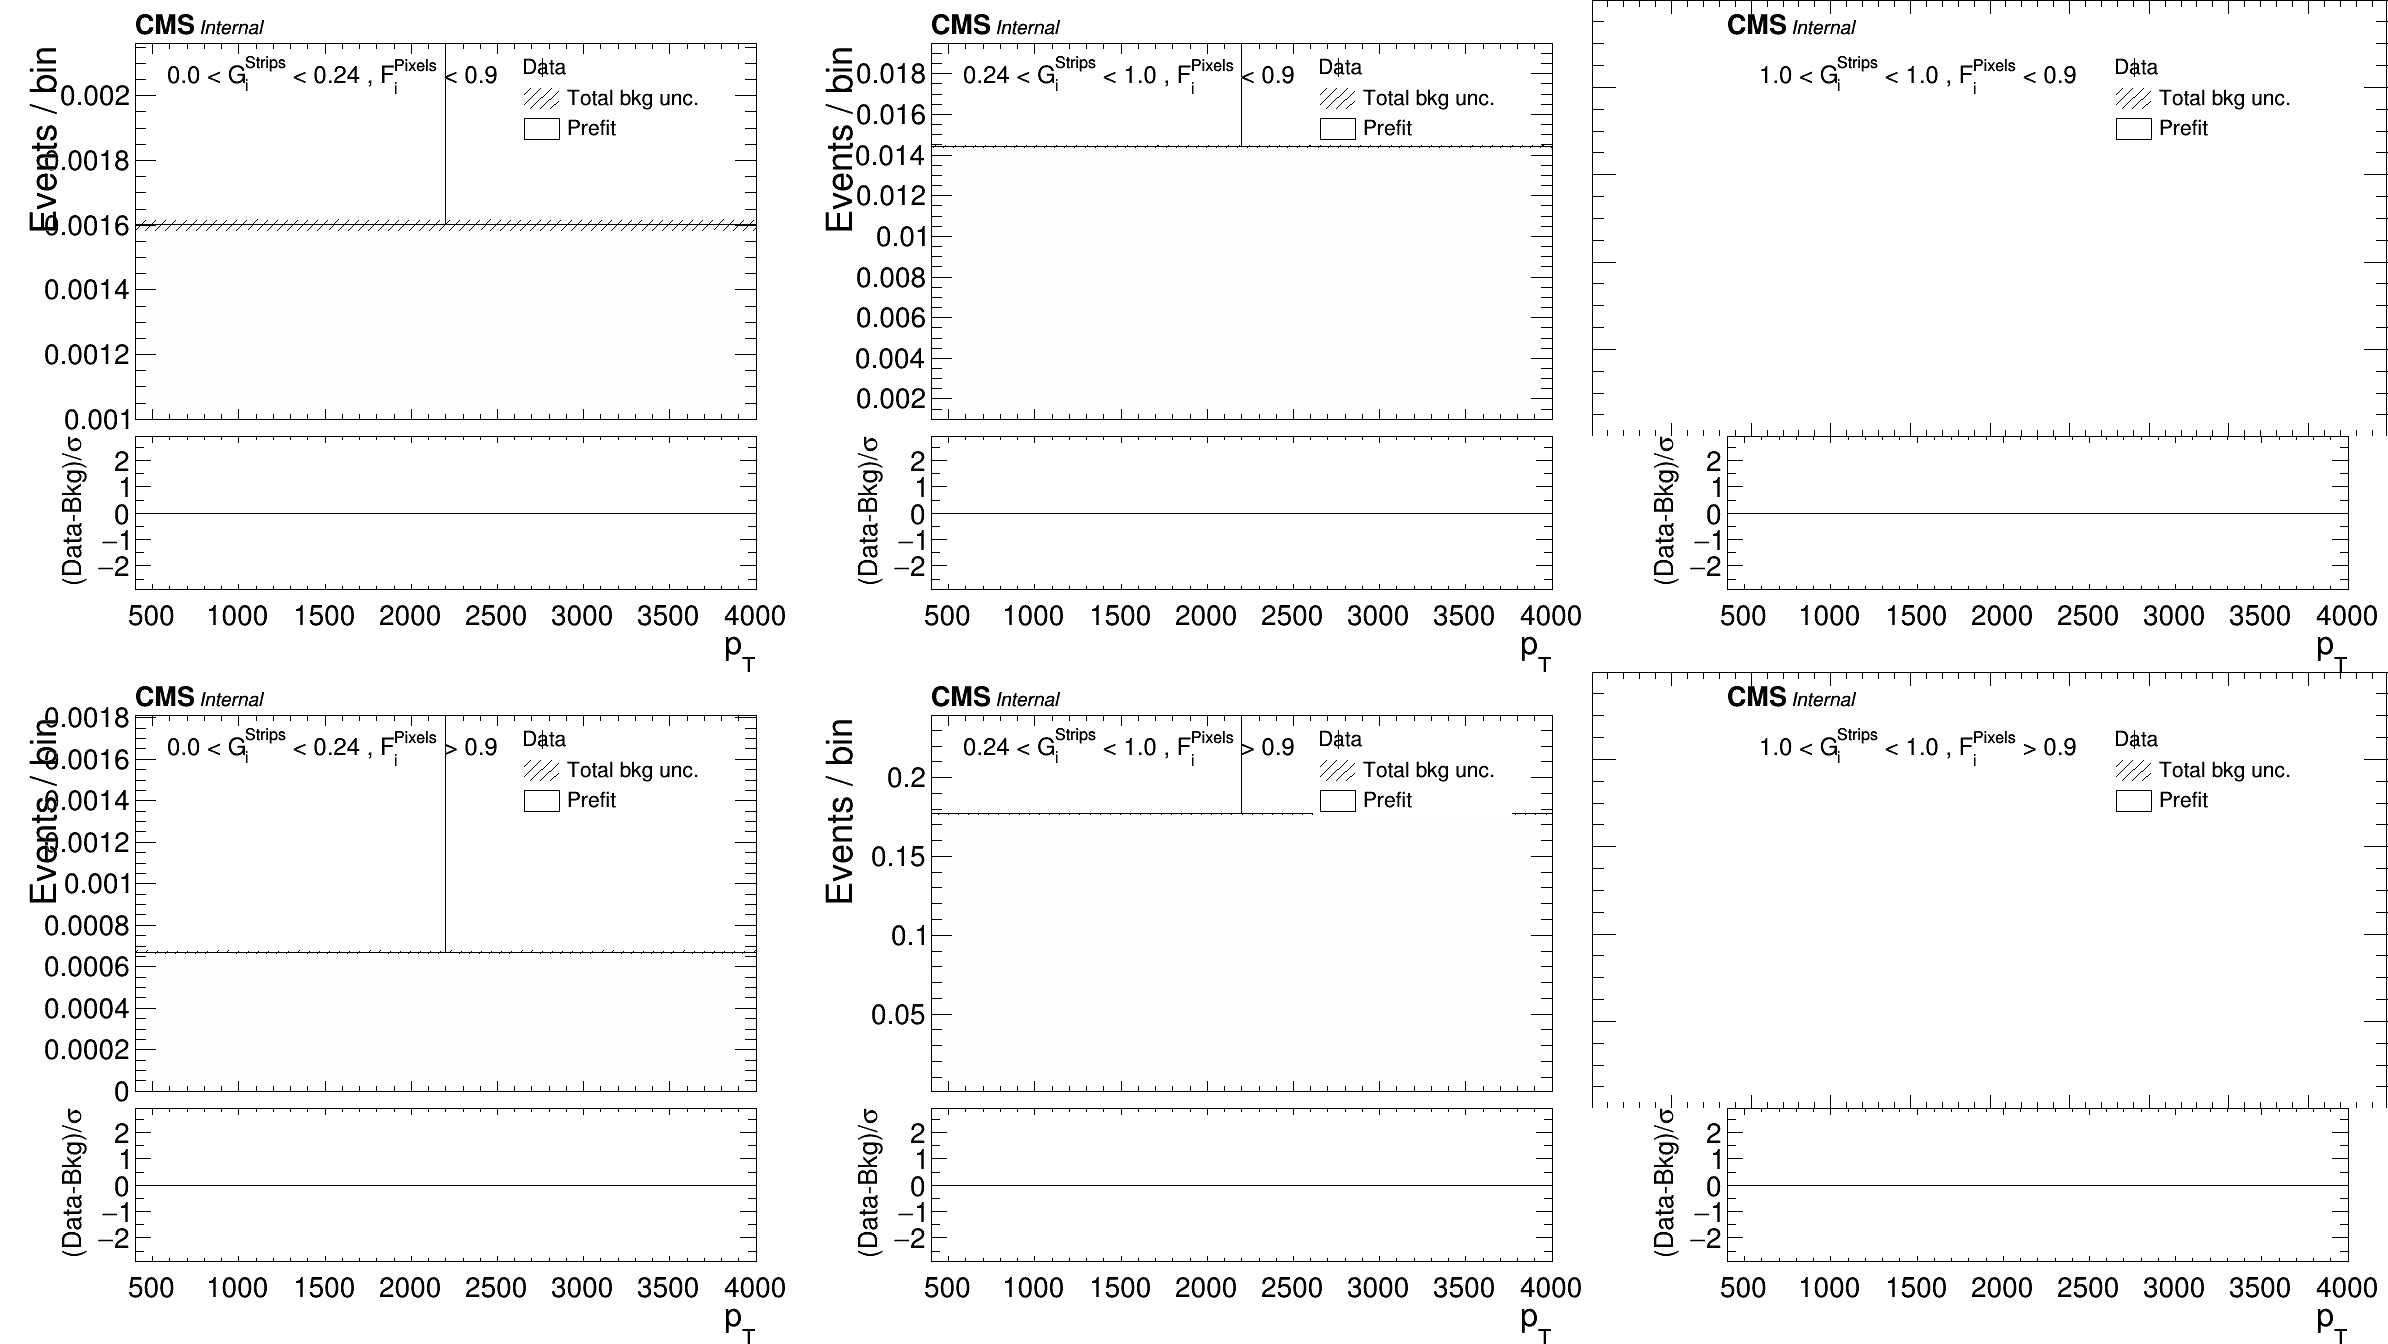 CMS Internal
0.0 < G_i^Strips < 0.24 , F_i^Pixels < 0.9
Data
Total bkg unc.
Prefit
Events / bin
0.002
0.0018
0.0016
0.0014
0.0012
0.001
(Data-Bkg)/σ
2
1
0
−1
−2
500 1000 1500 2000 2500 3000 3500 4000
p_T
CMS Internal
0.24 < G_i^Strips < 1.0 , F_i^Pixels < 0.9
Data
Total bkg unc.
Prefit
Events / bin
0.018
0.016
0.014
0.012
0.01
0.008
0.006
0.004
0.002
(Data-Bkg)/σ
2
1
0
−1
−2
500 1000 1500 2000 2500 3000 3500 4000
p_T
CMS Internal
1.0 < G_i^Strips < 1.0 , F_i^Pixels < 0.9
Data
Total bkg unc.
Prefit
(Data-Bkg)/σ
2
1
0
−1
−2
500 1000 1500 2000 2500 3000 3500 4000
p_T
CMS Internal
0.0 < G_i^Strips < 0.24 , F_i^Pixels > 0.9
Data
Total bkg unc.
Prefit
Events / bin
0.0018
0.0016
0.0014
0.0012
0.001
0.0008
0.0006
0.0004
0.0002
0
(Data-Bkg)/σ
2
1
0
−1
−2
500 1000 1500 2000 2500 3000 3500 4000
p_T
CMS Internal
0.24 < G_i^Strips < 1.0 , F_i^Pixels > 0.9
Data
Total bkg unc.
Prefit
Events / bin
0.2
0.15
0.1
0.05
(Data-Bkg)/σ
2
1
0
−1
−2
500 1000 1500 2000 2500 3000 3500 4000
p_T
CMS Internal
1.0 < G_i^Strips < 1.0 , F_i^Pixels > 0.9
Data
Total bkg unc.
Prefit
(Data-Bkg)/σ
2
1
0
−1
−2
500 1000 1500 2000 2500 3000 3500 4000
p_T